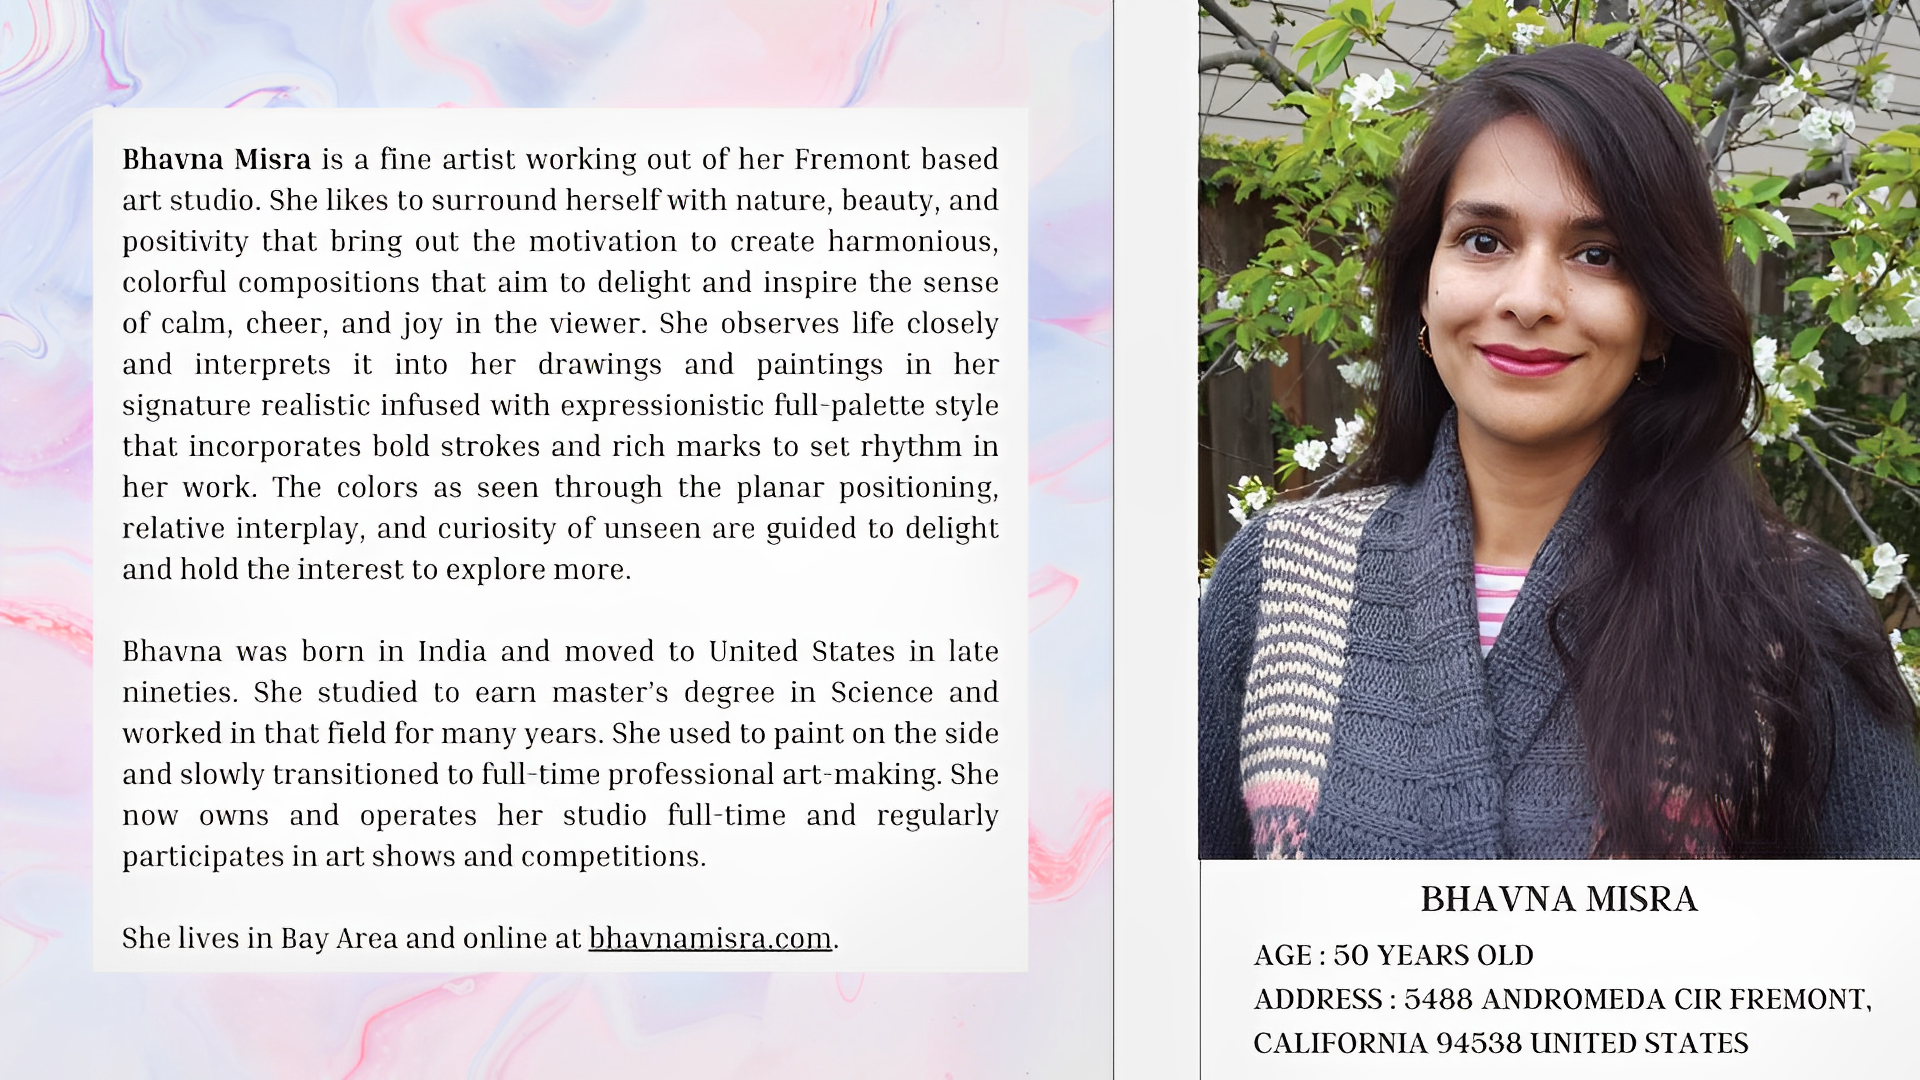 Bhavna Misra is a fine artist working out of her Fremont based
art studio. She likes to surround herself with nature, beauty, and
positivity that bring out the motivation to create harmonious,
colorful compositions that aim to delight and inspire the sense
of calm, cheer, and joy in the viewer. She observes life closely
and interprets it into her drawings and paintings in her
signature realistic infused with expressionistic full-palette style
that incorporates bold strokes and rich marks to set rhythm in
her work. The colors as seen through the planar positioning,
relative interplay, and curiosity of unseen are guided to delight
and hold the interest to explore more.
Bhavna was born in India and moved to United States in late
nineties. She studied to earn master’s degree in Science and
worked in that field for many years. She used to paint on the side
and slowly transitioned to full-time professional art-making. She
now owns and operates her studio full-time and regularly
participates in art shows and competitions.
She lives in Bay Area and online at bhavnamisra.com.
BHAVNA MISRA
AGE : 50 YEARS OLD
ADDRESS : 5488 ANDROMEDA CIR FREMONT,
CALIFORNIA 94538 UNITED STATES